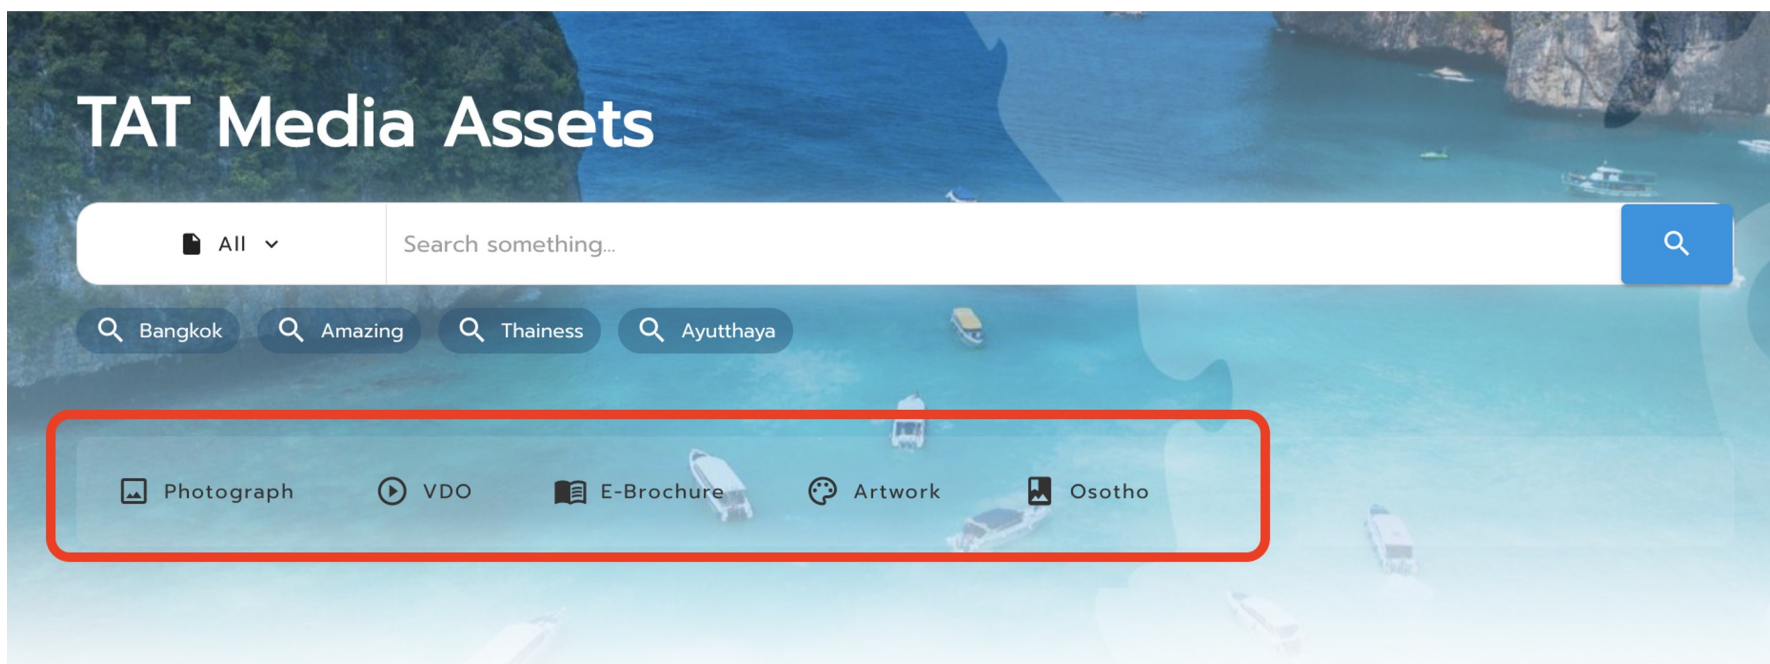 TAT Media Assets
All Search something...
Bangkok Amazing Thainess Ayutthaya
Photograph VDO E-Brochure Artwork Osotho